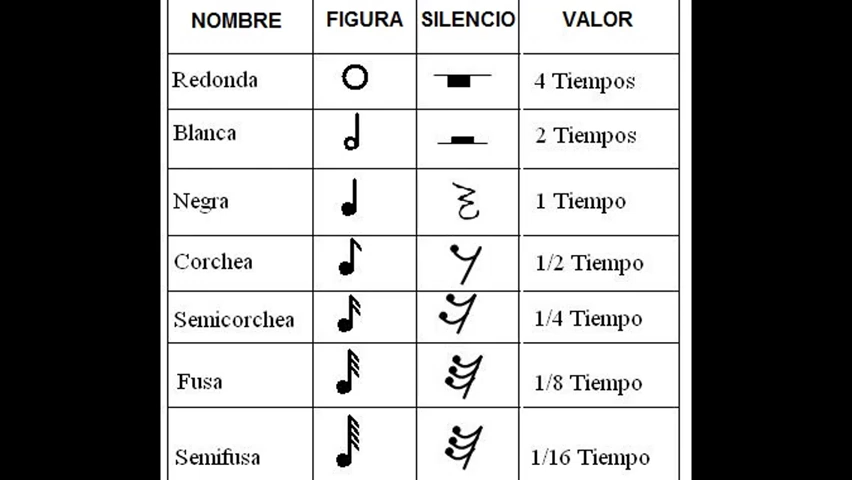 NOMBRE FIGURA SILENCIO VALOR
Redonda 4 Tiempos
Blanca 2 Tiempos
Negra 1 Tiempo
Corchea 1/2 Tiempo
Semicorchea 1/4 Tiempo
Fusa 1/8 Tiempo
Semifusa 1/16 Tiempo